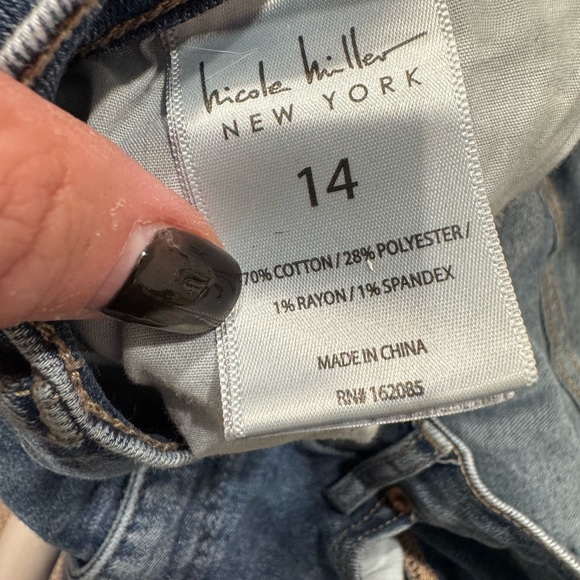 Nicole Miller
NEW YORK
14
70% COTTON / 28% POLYESTER /
1% RAYON / 1% SPANDEX
MADE IN CHINA
RN# 162085